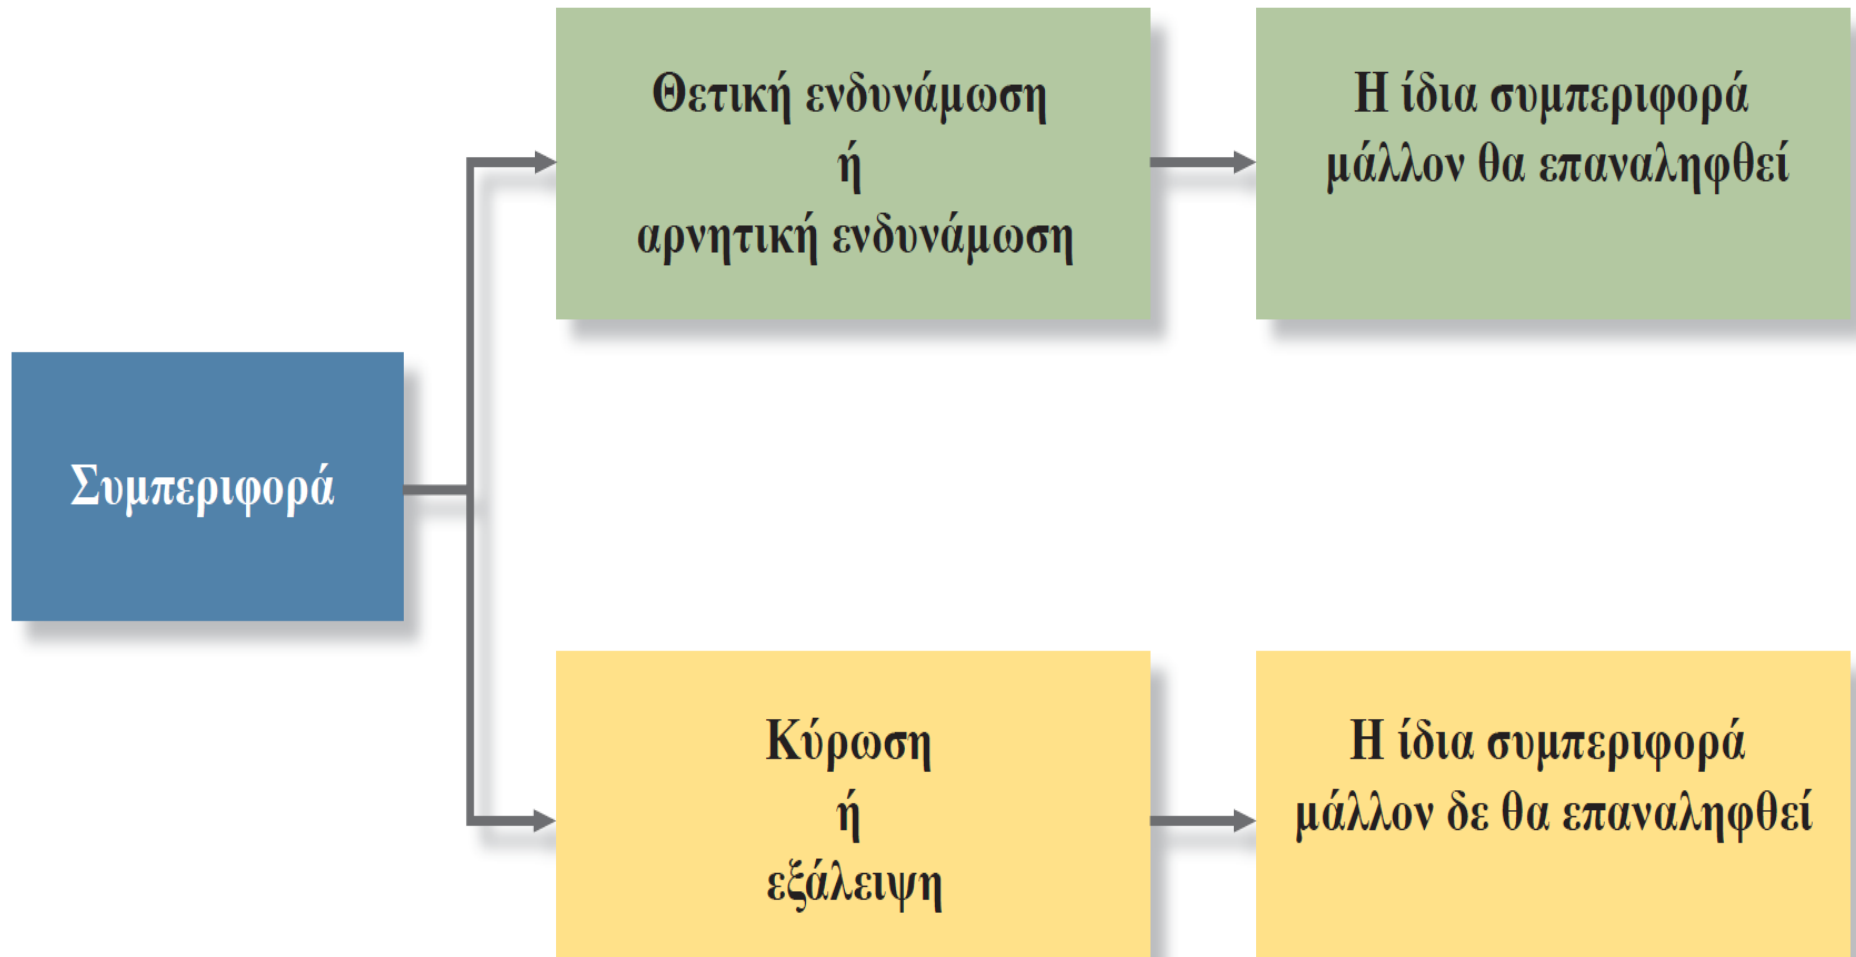 Θετική ενδυνάμωση
ή
αρνητική ενδυνάμωση
Η ίδια συμπεριφορά
μάλλον θα επαναληφθεί
Συμπεριφορά
Κύρωση
ή
εξάλειψη
Η ίδια συμπεριφορά
μάλλον δε θα επαναληφθεί